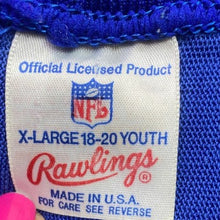 Official Licensed Product
NFL
X-LARGE 18-20 YOUTH
Rawlings ®
MADE IN U.S.A.
FOR CARE SEE REVERSE